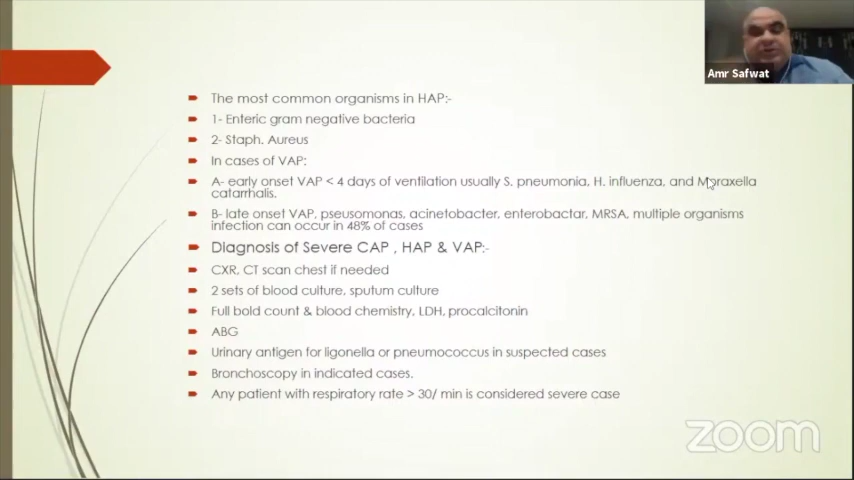 Amr Safwat
The most common organisms in HAP:-
1- Enteric gram negative bacteria
2- Staph. Aureus
In cases of VAP:
A- early onset VAP < 4 days of ventilation usually S. pneumonia, H. influenza, and Moraxella
catarrhalis.
B- late onset VAP, pseusomonas, acinetobacter, enterobactar, MRSA, multiple organisms
infection can occur in 48% of cases
Diagnosis of Severe CAP , HAP & VAP:-
CXR, CT scan chest if needed
2 sets of blood culture, sputum culture
Full bold count & blood chemistry, LDH, procalcitonin
ABG
Urinary antigen for ligonella or pneumococcus in suspected cases
Bronchoscopy in indicated cases.
Any patient with respiratory rate > 30/ min is considered severe case
zoom